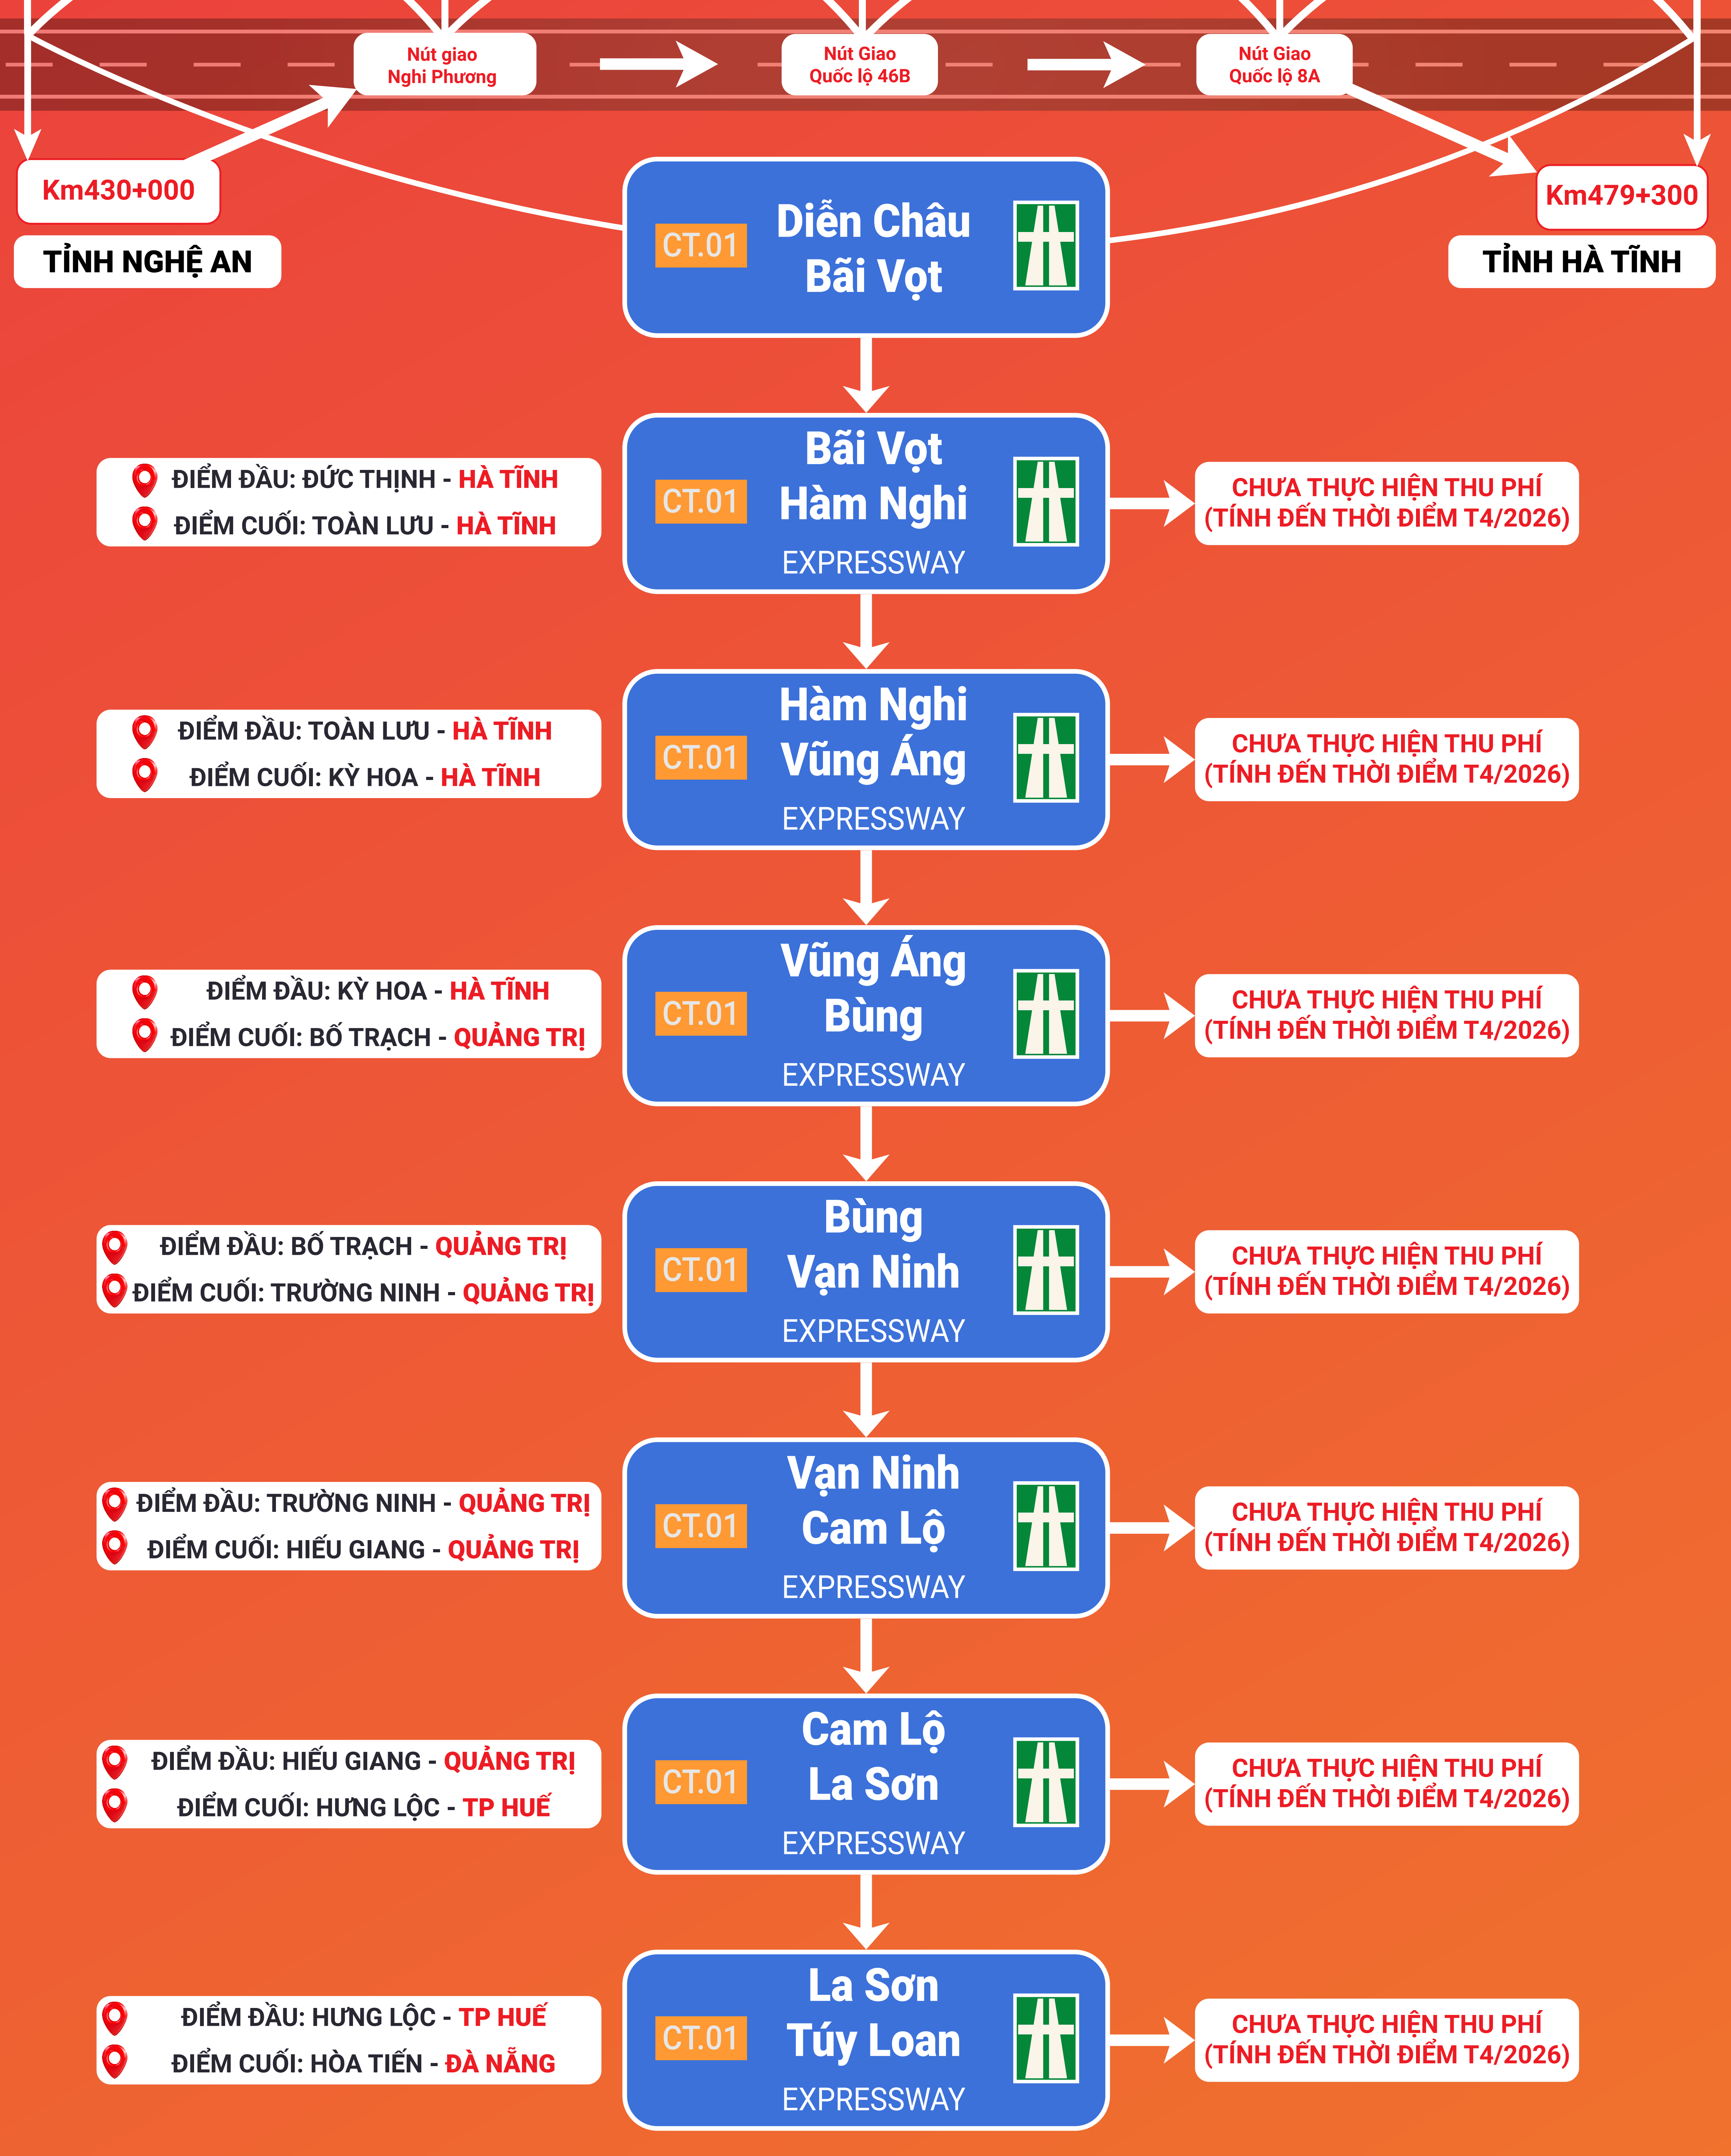 Nút giao
Nghi Phương
Nút Giao
Quốc lộ 46B
Nút Giao
Quốc lộ 8A
Km430+000
Km479+300
TỈNH NGHỆ AN
TỈNH HÀ TĨNH
CT.01
Diễn Châu
Bãi Vọt
ĐIỂM ĐẦU: ĐỨC THỊNH - HÀ TĨNH
ĐIỂM CUỐI: TOÀN LƯU - HÀ TĨNH
CT.01
Bãi Vọt
Hàm Nghi
EXPRESSWAY
CHƯA THỰC HIỆN THU PHÍ
(TÍNH ĐẾN THỜI ĐIỂM T4/2026)
ĐIỂM ĐẦU: TOÀN LƯU - HÀ TĨNH
ĐIỂM CUỐI: KỲ HOA - HÀ TĨNH
CT.01
Hàm Nghi
Vũng Áng
EXPRESSWAY
CHƯA THỰC HIỆN THU PHÍ
(TÍNH ĐẾN THỜI ĐIỂM T4/2026)
ĐIỂM ĐẦU: KỲ HOA - HÀ TĨNH
ĐIỂM CUỐI: BỐ TRẠCH - QUẢNG TRỊ
CT.01
Vũng Áng
Bùng
EXPRESSWAY
CHƯA THỰC HIỆN THU PHÍ
(TÍNH ĐẾN THỜI ĐIỂM T4/2026)
ĐIỂM ĐẦU: BỐ TRẠCH - QUẢNG TRỊ
ĐIỂM CUỐI: TRƯỜNG NINH - QUẢNG TRỊ
CT.01
Bùng
Vạn Ninh
EXPRESSWAY
CHƯA THỰC HIỆN THU PHÍ
(TÍNH ĐẾN THỜI ĐIỂM T4/2026)
ĐIỂM ĐẦU: TRƯỜNG NINH - QUẢNG TRỊ
ĐIỂM CUỐI: HIẾU GIANG - QUẢNG TRỊ
CT.01
Vạn Ninh
Cam Lộ
EXPRESSWAY
CHƯA THỰC HIỆN THU PHÍ
(TÍNH ĐẾN THỜI ĐIỂM T4/2026)
ĐIỂM ĐẦU: HIẾU GIANG - QUẢNG TRỊ
ĐIỂM CUỐI: HƯNG LỘC - TP HUẾ
CT.01
Cam Lộ
La Sơn
EXPRESSWAY
CHƯA THỰC HIỆN THU PHÍ
(TÍNH ĐẾN THỜI ĐIỂM T4/2026)
ĐIỂM ĐẦU: HƯNG LỘC - TP HUẾ
ĐIỂM CUỐI: HÒA TIẾN - ĐÀ NẴNG
CT.01
La Sơn
Túy Loan
EXPRESSWAY
CHƯA THỰC HIỆN THU PHÍ
(TÍNH ĐẾN THỜI ĐIỂM T4/2026)